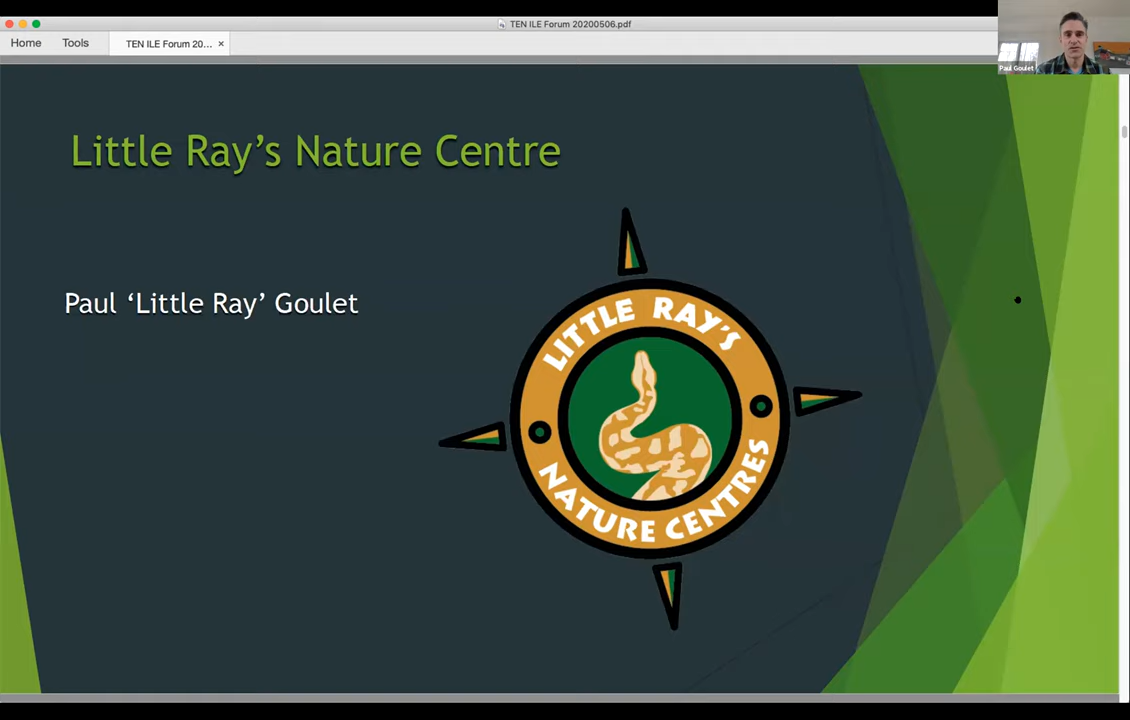 TEN ILE Forum 20200506.pdf
Home
Tools
TEN ILE Forum 20...
×
Paul Goulet
Little Ray's Nature Centre
Paul ‘Little Ray’ Goulet
LITTLE RAY'S
NATURE CENTRES